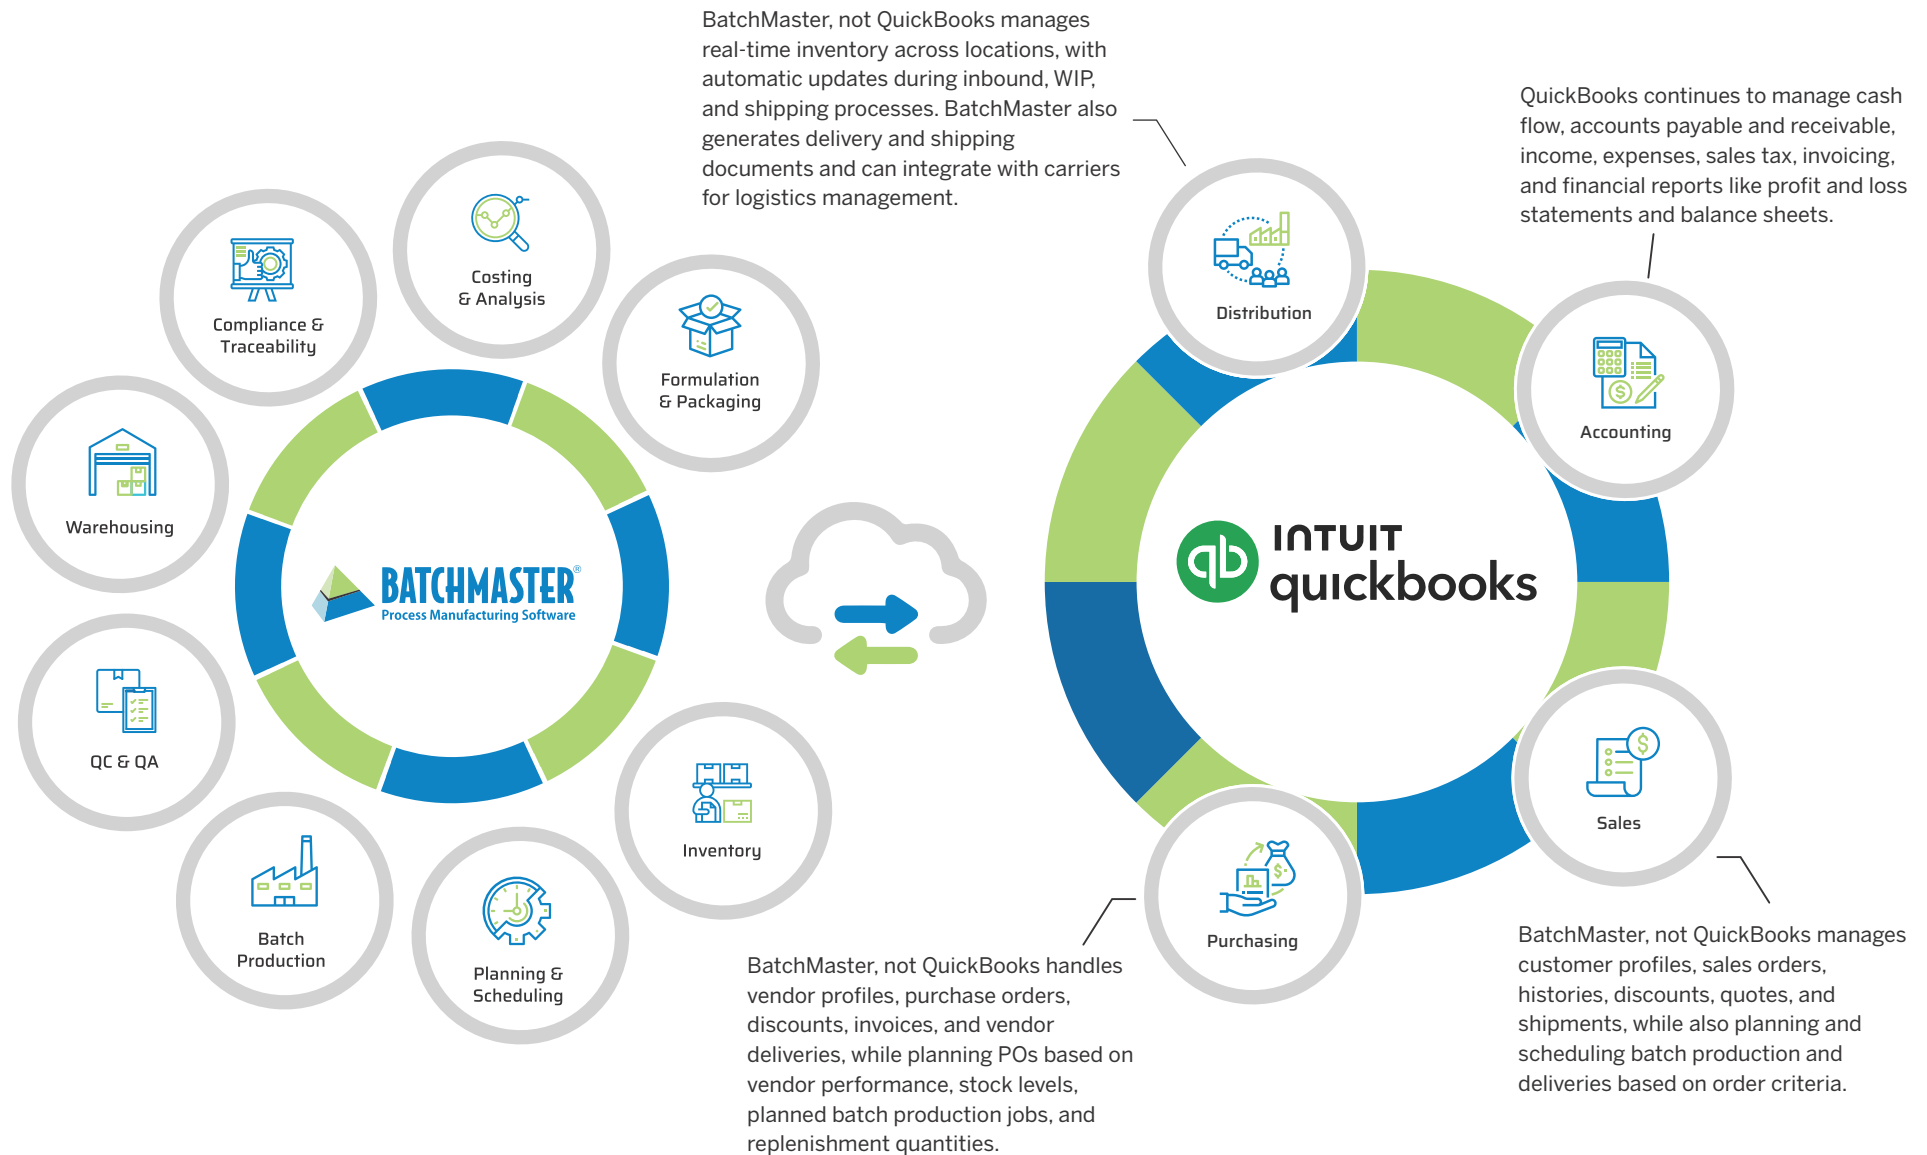 BatchMaster, not QuickBooks manages
real-time inventory across locations, with
automatic updates during inbound, WIP,
and shipping processes. BatchMaster also
generates delivery and shipping
documents and can integrate with carriers
for logistics management.
QuickBooks continues to manage cash
flow, accounts payable and receivable,
income, expenses, sales tax, invoicing,
and financial reports like profit and loss
statements and balance sheets.
Costing
& Analysis
Compliance &
Traceability
Formulation
& Packaging
Warehousing
QC & QA
Batch
Production
Planning &
Scheduling
Inventory
BATCHMASTER®
Process Manufacturing Software
Distribution
Accounting
$
qb
INTUIT
quickbooks
Sales
$
Purchasing
$
BatchMaster, not QuickBooks handles
vendor profiles, purchase orders,
discounts, invoices, and vendor
deliveries, while planning POs based on
vendor performance, stock levels,
planned batch production jobs, and
replenishment quantities.
BatchMaster, not QuickBooks manages
customer profiles, sales orders,
histories, discounts, quotes, and
shipments, while also planning and
scheduling batch production and
deliveries based on order criteria.